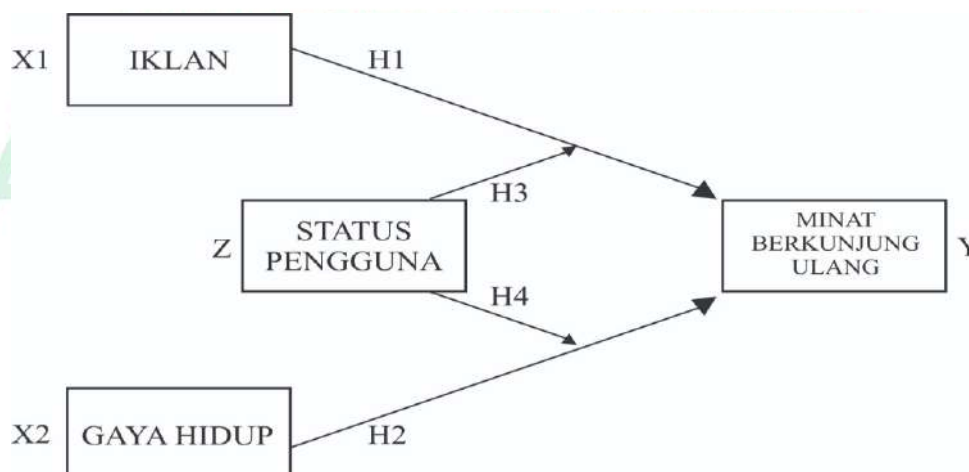 X1
IKLAN
H1
H3
Z
STATUS
PENGGUNA
MINAT
BERKUNJUNG
ULANG
Y
H4
X2
GAYA HIDUP
H2